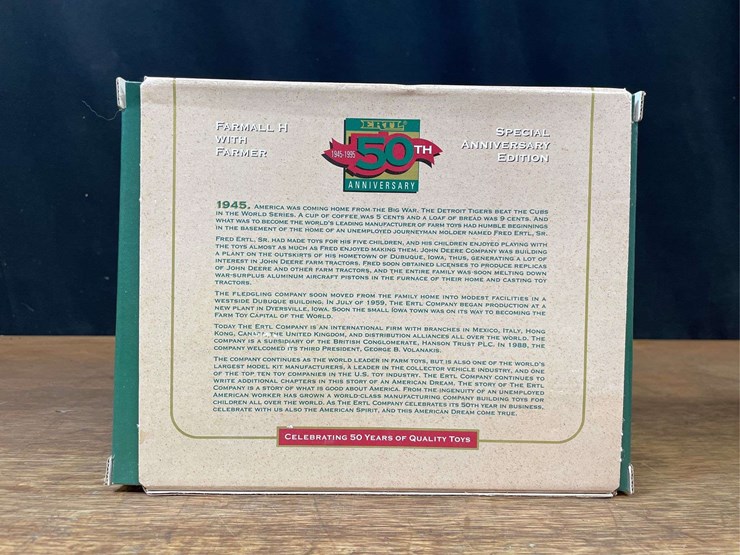 FARMALL H
WITH
FARMER
ERTL
1945-1995 50TH
ANNIVERSARY
SPECIAL
ANNIVERSARY
EDITION
1945. AMERICA WAS COMING HOME FROM THE BIG WAR. THE DETROIT TIGERS BEAT THE CUBS
IN THE WORLD SERIES. A CUP OF COFFEE WAS 5 CENTS AND A LOAF OF BREAD WAS 9 CENTS. AND
WHAT WAS TO BECOME THE WORLD'S LEADING MANUFACTURER OF FARM TOYS HAD HUMBLE BEGINNINGS
IN THE BASEMENT OF THE HOME OF AN UNEMPLOYED JOURNEYMAN MOLDER NAMED FRED ERTL, SR.
FRED ERTL, SR. HAD MADE TOYS FOR HIS FIVE CHILDREN, AND HIS CHILDREN ENJOYED PLAYING WITH
THE TOYS ALMOST AS MUCH AS FRED ENJOYED MAKING THEM. JOHN DEERE COMPANY WAS BUILDING
A PLANT ON THE OUTSKIRTS OF HIS HOMETOWN OF DUBUQUE, IOWA, THUS, GENERATING A LOT OF
INTEREST IN JOHN DEERE FARM TRACTORS. FRED SOON OBTAINED LICENSES TO PRODUCE REPLICAS
OF JOHN DEERE AND OTHER FARM TRACTORS, AND THE ENTIRE FAMILY WAS SOON MELTING DOWN
WAR-SURPLUS ALUMINUM AIRCRAFT PISTONS IN THE FURNACE OF THEIR HOME AND CASTING TOY
TRACTORS.
THE FLEDGLING COMPANY SOON MOVED FROM THE FAMILY HOME INTO MODEST FACILITIES IN A
WESTSIDE DUBUQUE BUILDING. IN JULY OF 1959, THE ERTL COMPANY BEGAN PRODUCTION AT A
NEW PLANT IN DYERSVILLE, IOWA. SOON THE SMALL IOWA TOWN WAS ON ITS WAY TO BECOMING THE
FARM TOY CAPITAL OF THE WORLD.
TODAY THE ERTL COMPANY IS AN INTERNATIONAL FIRM WITH BRANCHES IN MEXICO, ITALY, HONG
KONG, THE UNITED KINGDOM, AND DISTRIBUTION ALLIANCES ALL OVER THE WORLD. THE
COMPANY IS A SUBSIDIARY OF THE BRITISH CONGLOMERATE, HANSON TRUST PLC. IN 1988, THE
COMPANY WELCOMED ITS THIRD PRESIDENT, GEORGE B. VOLANAKIS.
THE COMPANY CONTINUES AS THE WORLD LEADER IN FARM TOYS, BUT IS ALSO ONE OF THE WORLD'S
LARGEST MODEL KIT MANUFACTURERS, A LEADER IN THE COLLECTOR VEHICLE INDUSTRY, AND ONE
OF THE TOP TEN TOY COMPANIES IN THE U.S. TOY INDUSTRY. THE ERTL COMPANY CONTINUES TO
WRITE ADDITIONAL CHAPTERS IN THIS STORY OF AN AMERICAN DREAM. THE STORY OF THE ERTL
COMPANY IS A STORY OF WHAT IS GOOD ABOUT AMERICA. FROM THE INGENUITY OF AN UNEMPLOYED
AMERICAN WORKER HAS GROWN A WORLD-CLASS MANUFACTURING COMPANY BUILDING TOYS FOR
CHILDREN ALL OVER THE WORLD. AS THE ERTL COMPANY CELEBRATES ITS 50TH YEAR IN BUSINESS,
CELEBRATE WITH US ALSO THE AMERICAN SPIRIT, AND THIS AMERICAN DREAM COME TRUE.
CELEBRATING 50 YEARS OF QUALITY TOYS